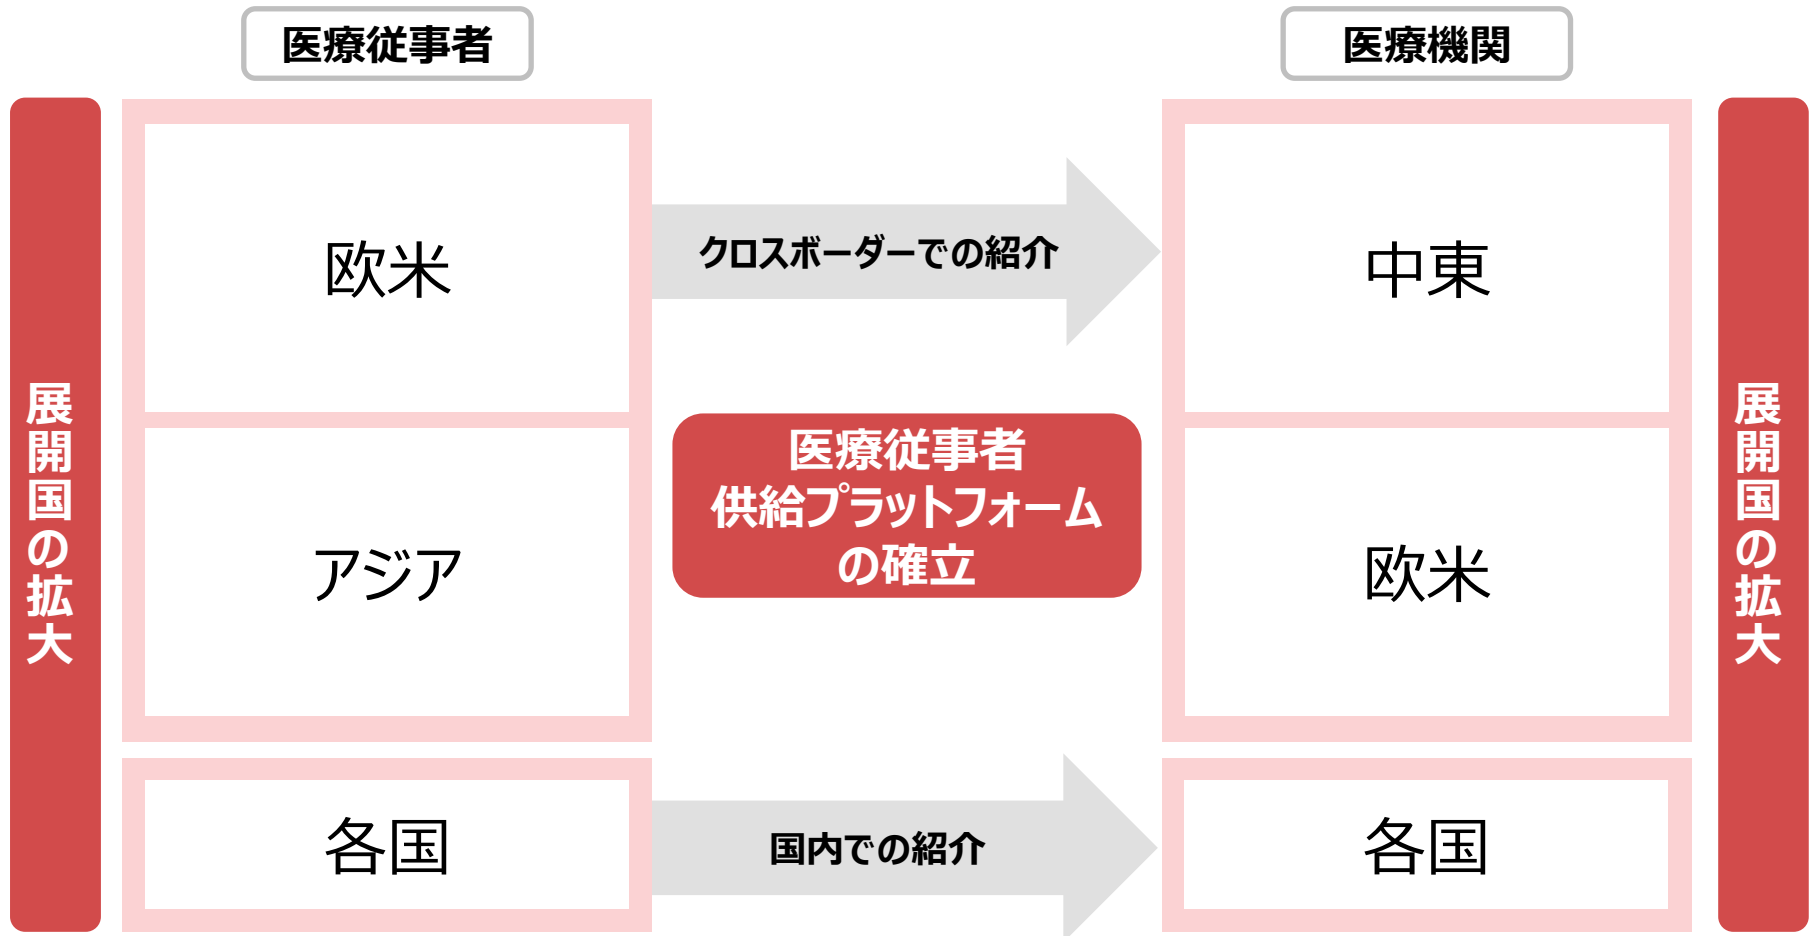 医療従事者
医療機関
展開国の拡大
欧米
クロスボーダーでの紹介
中東
医療従事者
供給プラットフォーム
の確立
アジア
欧米
各国
国内での紹介
各国
展開国の拡大